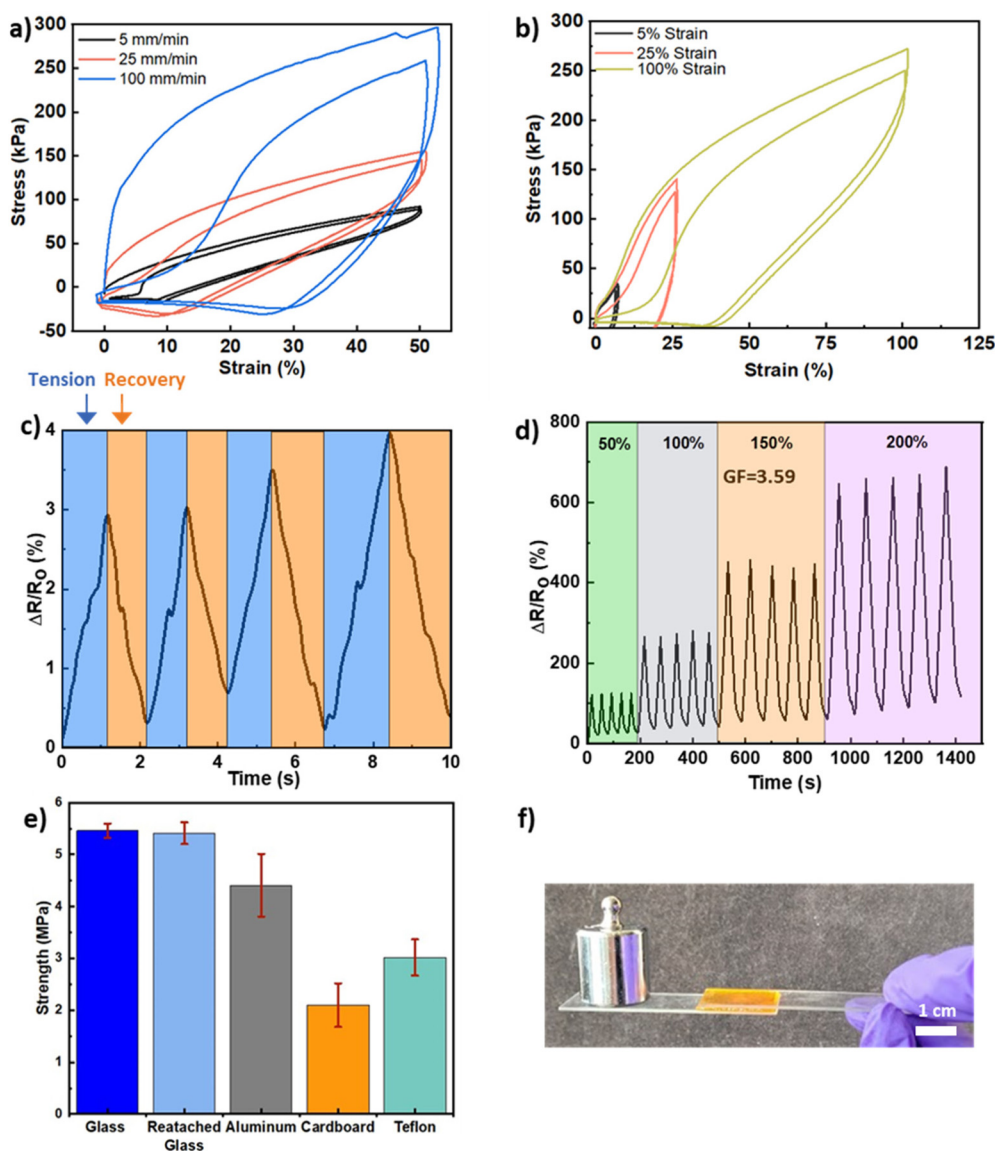 a)
300
250
200
150
100
50
0
-50
Stress (kPa)
5 mm/min
25 mm/min
100 mm/min
0 10 20 30 40 50
Strain (%)
b)
300
250
200
150
100
50
0
Stress (kPa)
5% Strain
25% Strain
100% Strain
0 25 50 75 100 125
Strain (%)
Tension Recovery
c)
4
3
2
1
0
ΔR/R₀ (%)
0 2 4 6 8 10
Time (s)
d)
800
600
400
200
0
ΔR/R₀ (%)
50% 100% 150% 200%
GF=3.59
0 200 400 600 800 1000 1200 1400
Time (s)
e)
6
5
4
3
2
1
0
Strength (MPa)
Glass Reatached Aluminum Cardboard Teflon
Glass
f)
1 cm